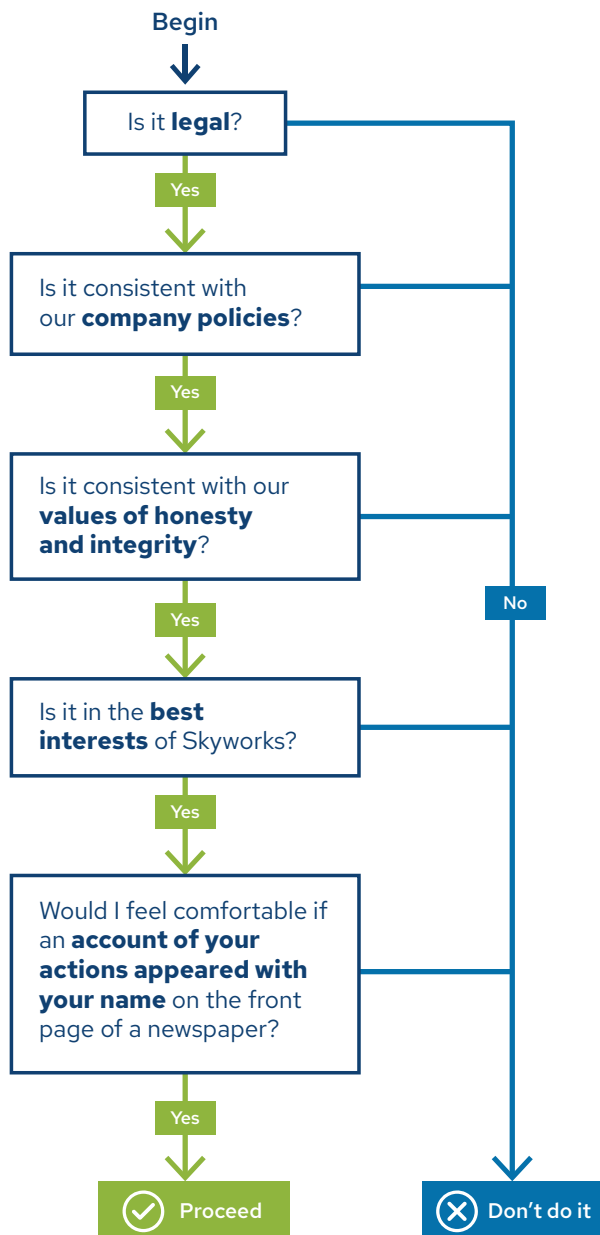 Begin
Is it legal?
Yes
Is it consistent with
our company policies?
Yes
Is it consistent with our
values of honesty
and integrity?
No
Yes
Is it in the best
interests of Skyworks?
Yes
Would I feel comfortable if
an account of your
actions appeared with
your name on the front
page of a newspaper?
Yes
Proceed
Don't do it